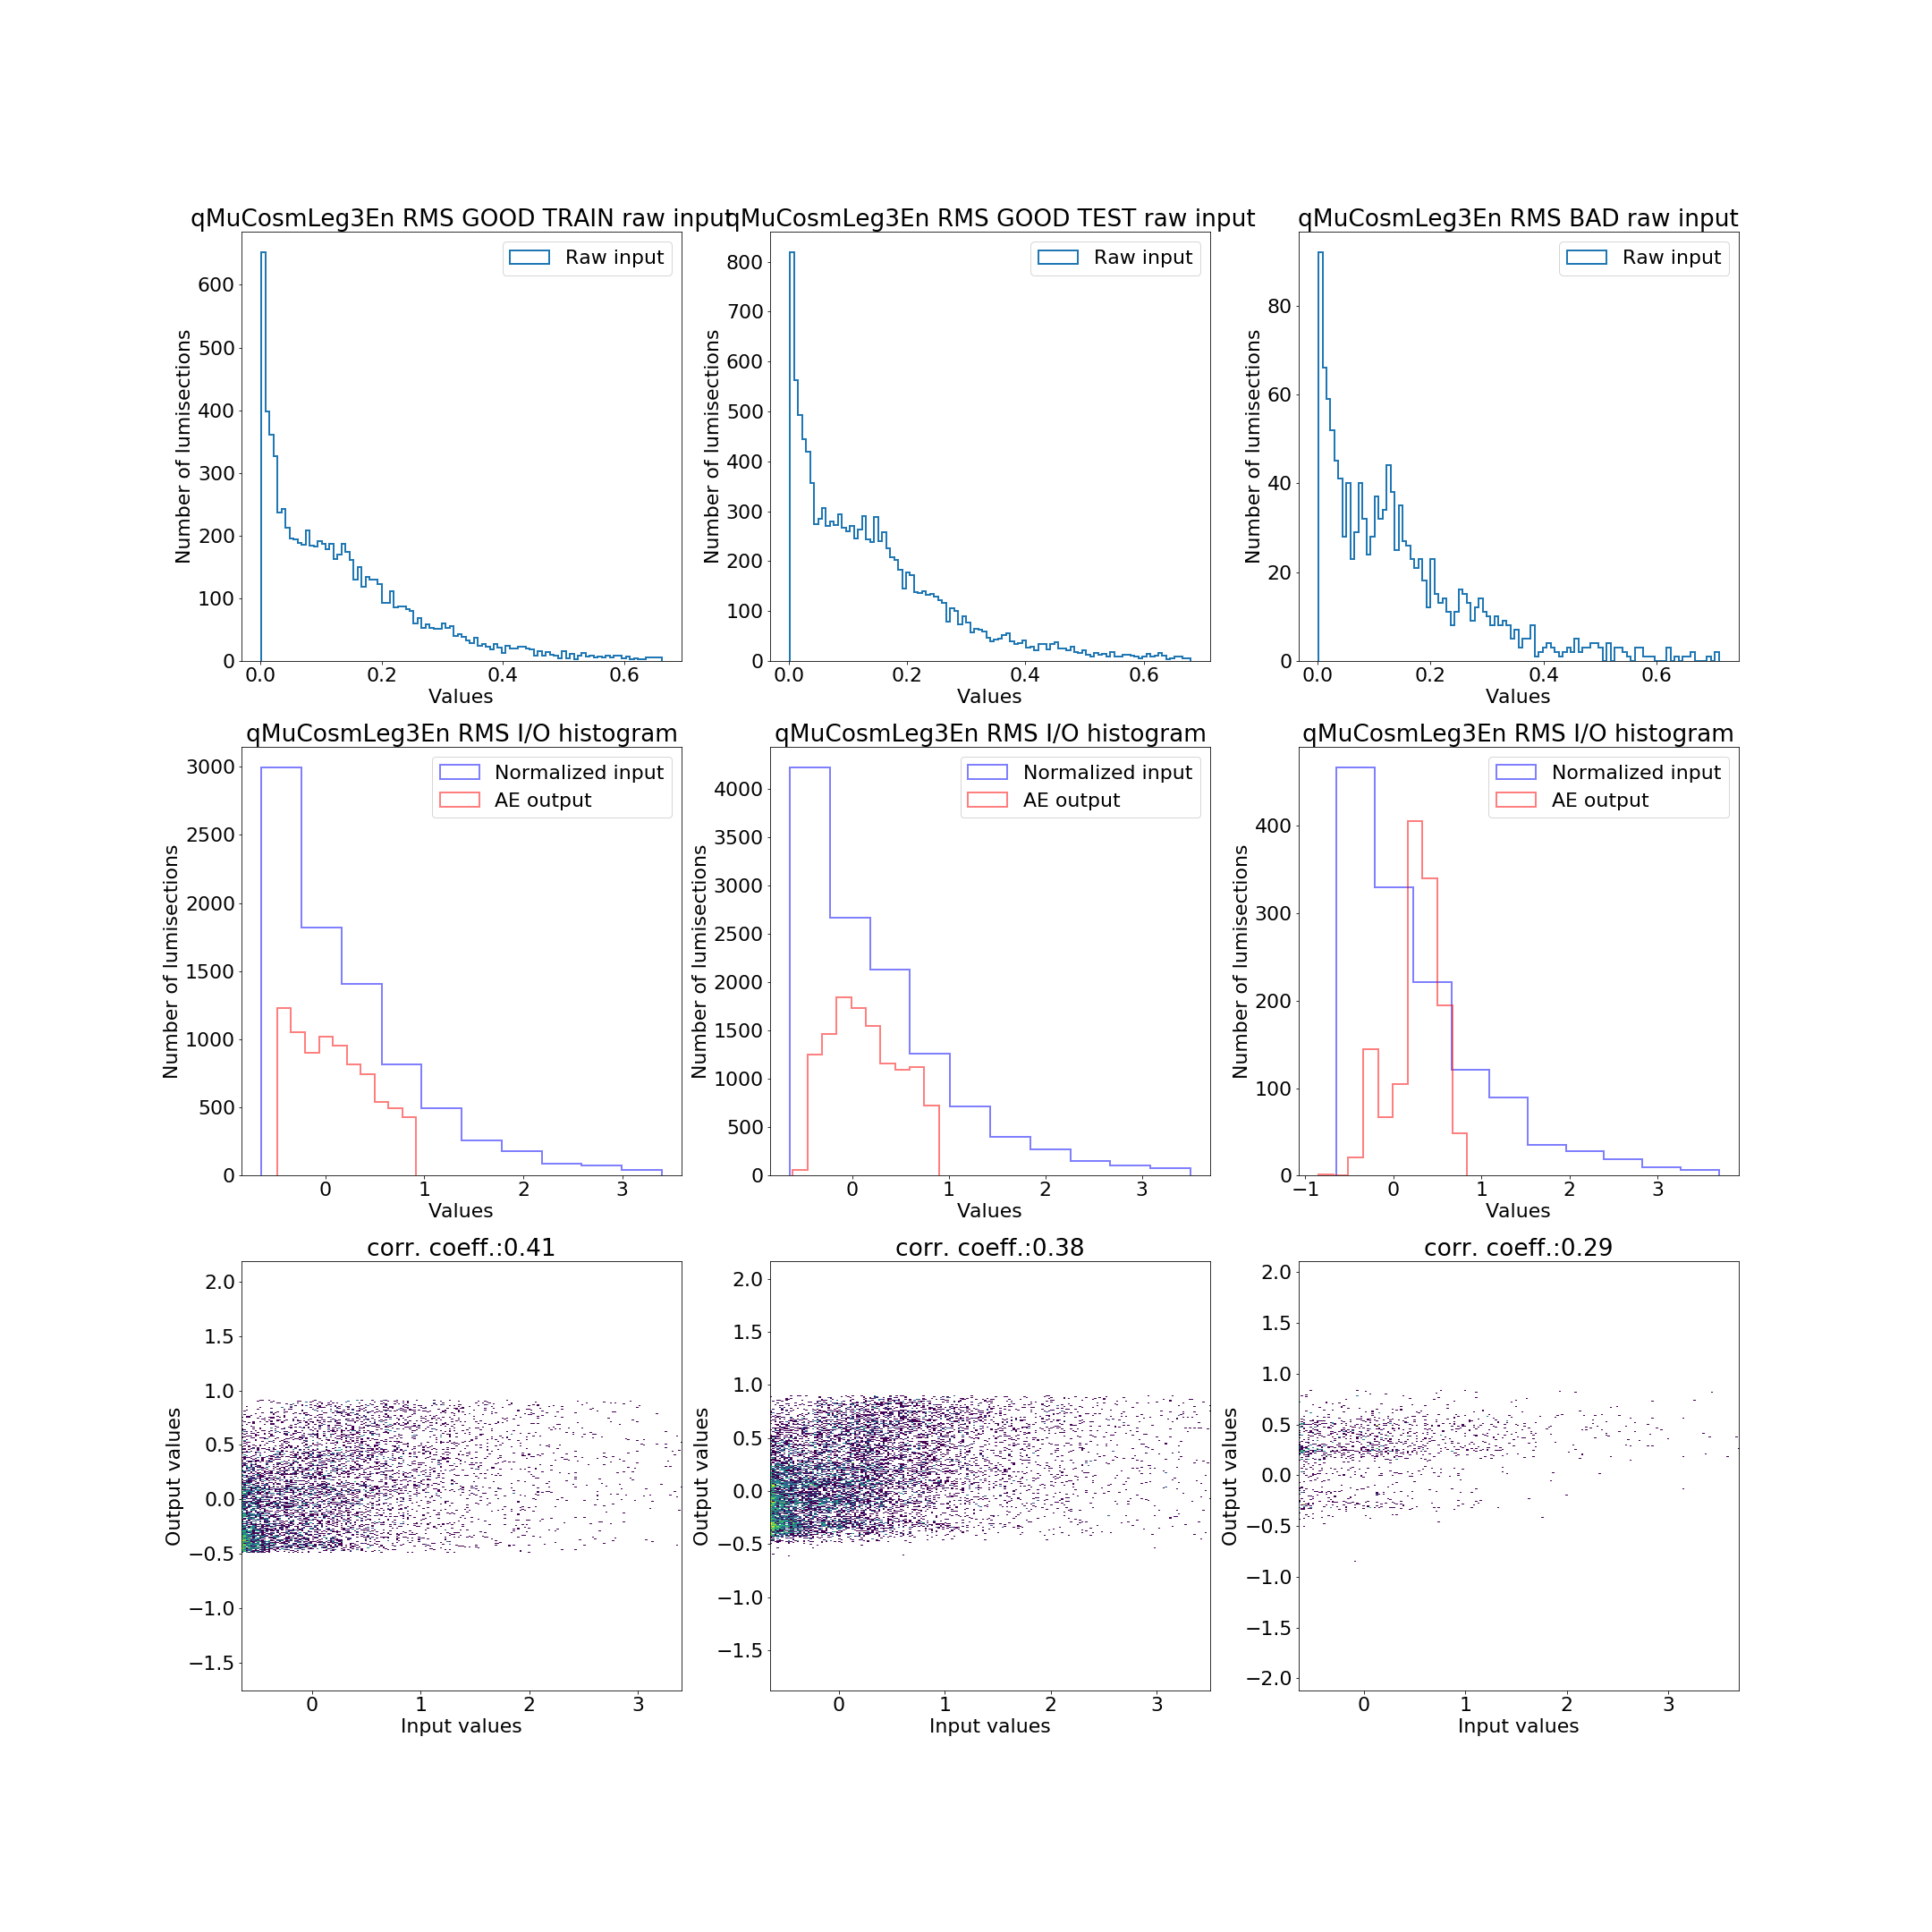 qMuCosmLeg3En RMS GOOD TRAIN raw input
Raw input
600
500
400
300
200
100
0
0.0 0.2 0.4 0.6
Number of lumisections
Values
qMuCosmLeg3En RMS GOOD TEST raw input
Raw input
800
700
600
500
400
300
200
100
0
0.0 0.2 0.4 0.6
Number of lumisections
Values
qMuCosmLeg3En RMS BAD raw input
Raw input
80
60
40
20
0
0.0 0.2 0.4 0.6
Number of lumisections
Values
qMuCosmLeg3En RMS I/O histogram
Normalized input
AE output
3000
2500
2000
1500
1000
500
0
0 1 2 3
Number of lumisections
Values
qMuCosmLeg3En RMS I/O histogram
Normalized input
AE output
4000
3500
3000
2500
2000
1500
1000
500
0
0 1 2 3
Number of lumisections
Values
qMuCosmLeg3En RMS I/O histogram
Normalized input
AE output
400
300
200
100
0
−1 0 1 2 3
Number of lumisections
Values
corr. coeff.:0.41
2.0
1.5
1.0
0.5
0.0
−0.5
−1.0
−1.5
0 1 2 3
Output values
Input values
corr. coeff.:0.38
2.0
1.5
1.0
0.5
0.0
−0.5
−1.0
−1.5
0 1 2 3
Output values
Input values
corr. coeff.:0.29
2.0
1.5
1.0
0.5
0.0
−0.5
−1.0
−1.5
−2.0
0 1 2 3
Output values
Input values